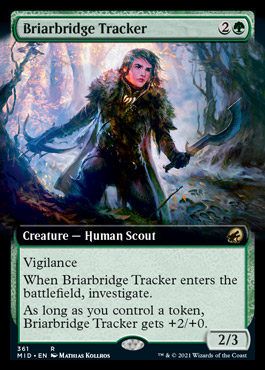 Briarbridge Tracker 2
Creature — Human Scout
Vigilance
When Briarbridge Tracker enters the
battlefield, investigate.
As long as you control a token,
Briarbridge Tracker gets +2/+0.
2/3
361 R
MID • EN Mathias Kollros
™ & © 2021 Wizards of the Coast